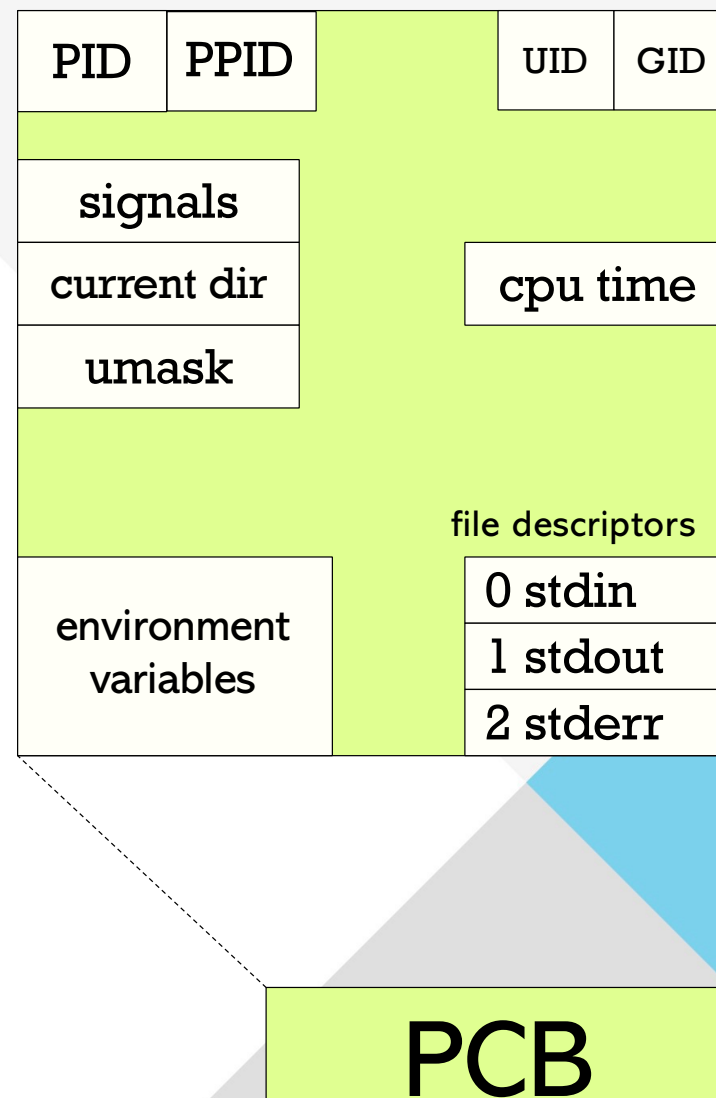 PID PPID UID GID
signals
current dir
cpu time
umask
file descriptors
environment
variables
0 stdin
1 stdout
2 stderr
PCB